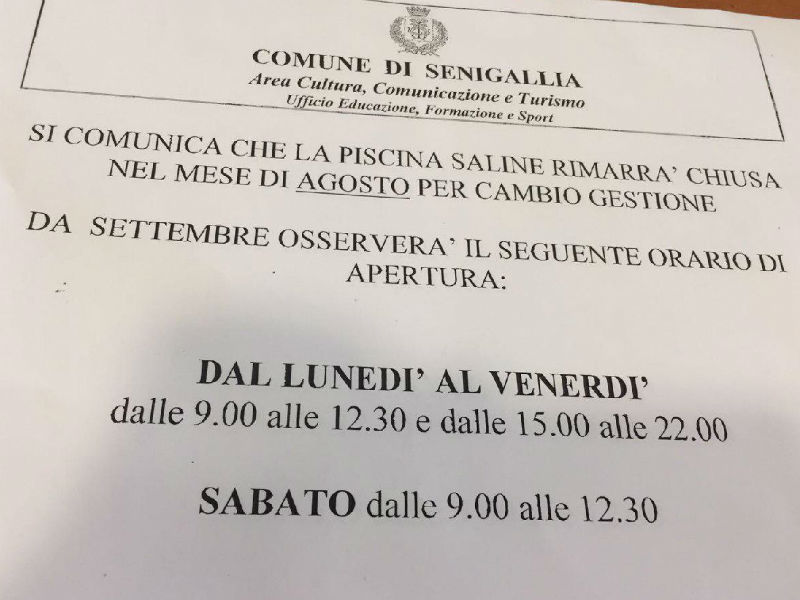 COMUNE DI SENIGALLIA
Area Cultura, Comunicazione e Turismo
Ufficio Educazione, Formazione e Sport
SI COMUNICA CHE LA PISCINA SALINE RIMARRA' CHIUSA
NEL MESE DI AGOSTO PER CAMBIO GESTIONE
DA SETTEMBRE OSSERVERA' IL SEGUENTE ORARIO DI
APERTURA:
DAL LUNEDI' AL VENERDI'
dalle 9.00 alle 12.30 e dalle 15.00 alle 22.00
SABATO dalle 9.00 alle 12.30